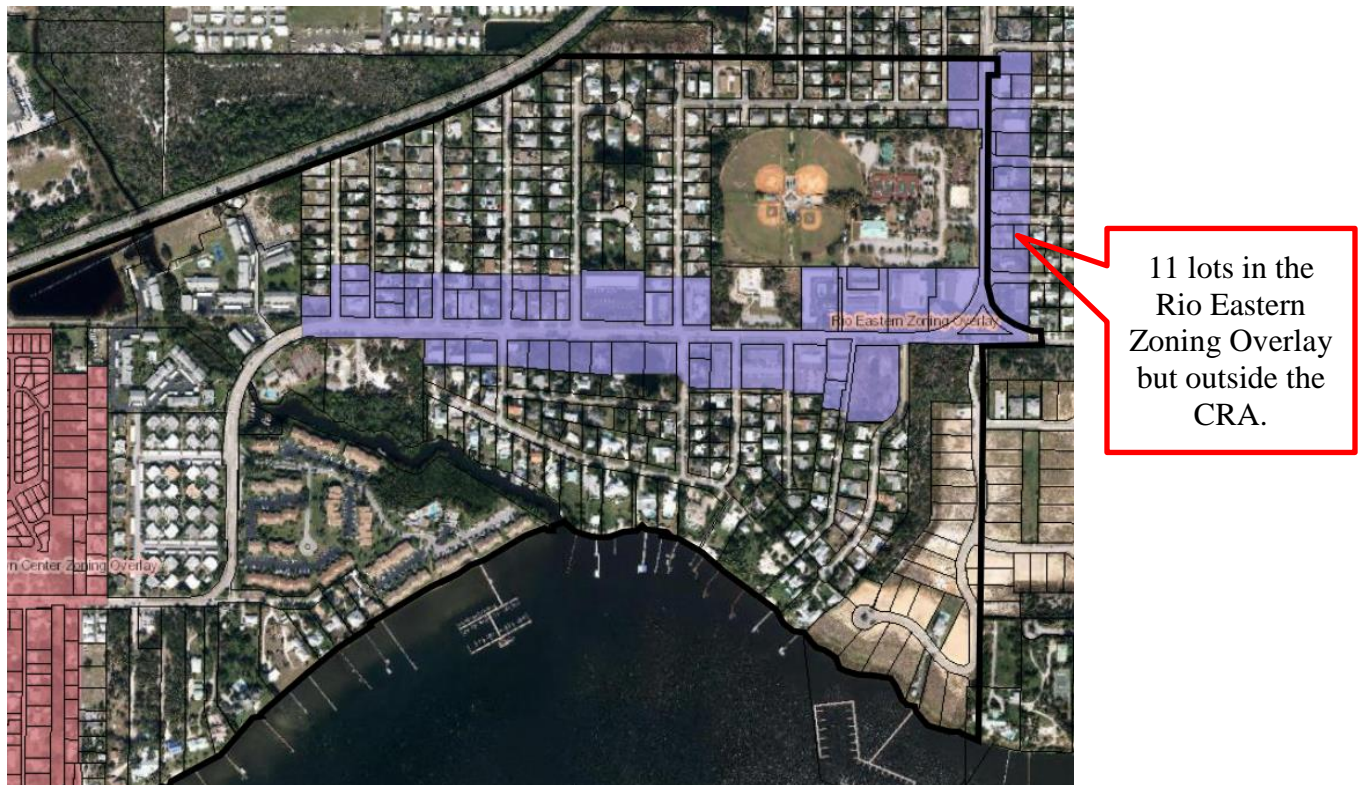 Rio Eastern Zoning Overlay
11 lots in the
Rio Eastern
Zoning Overlay
but outside the
CRA.
Center Zoning Overlay